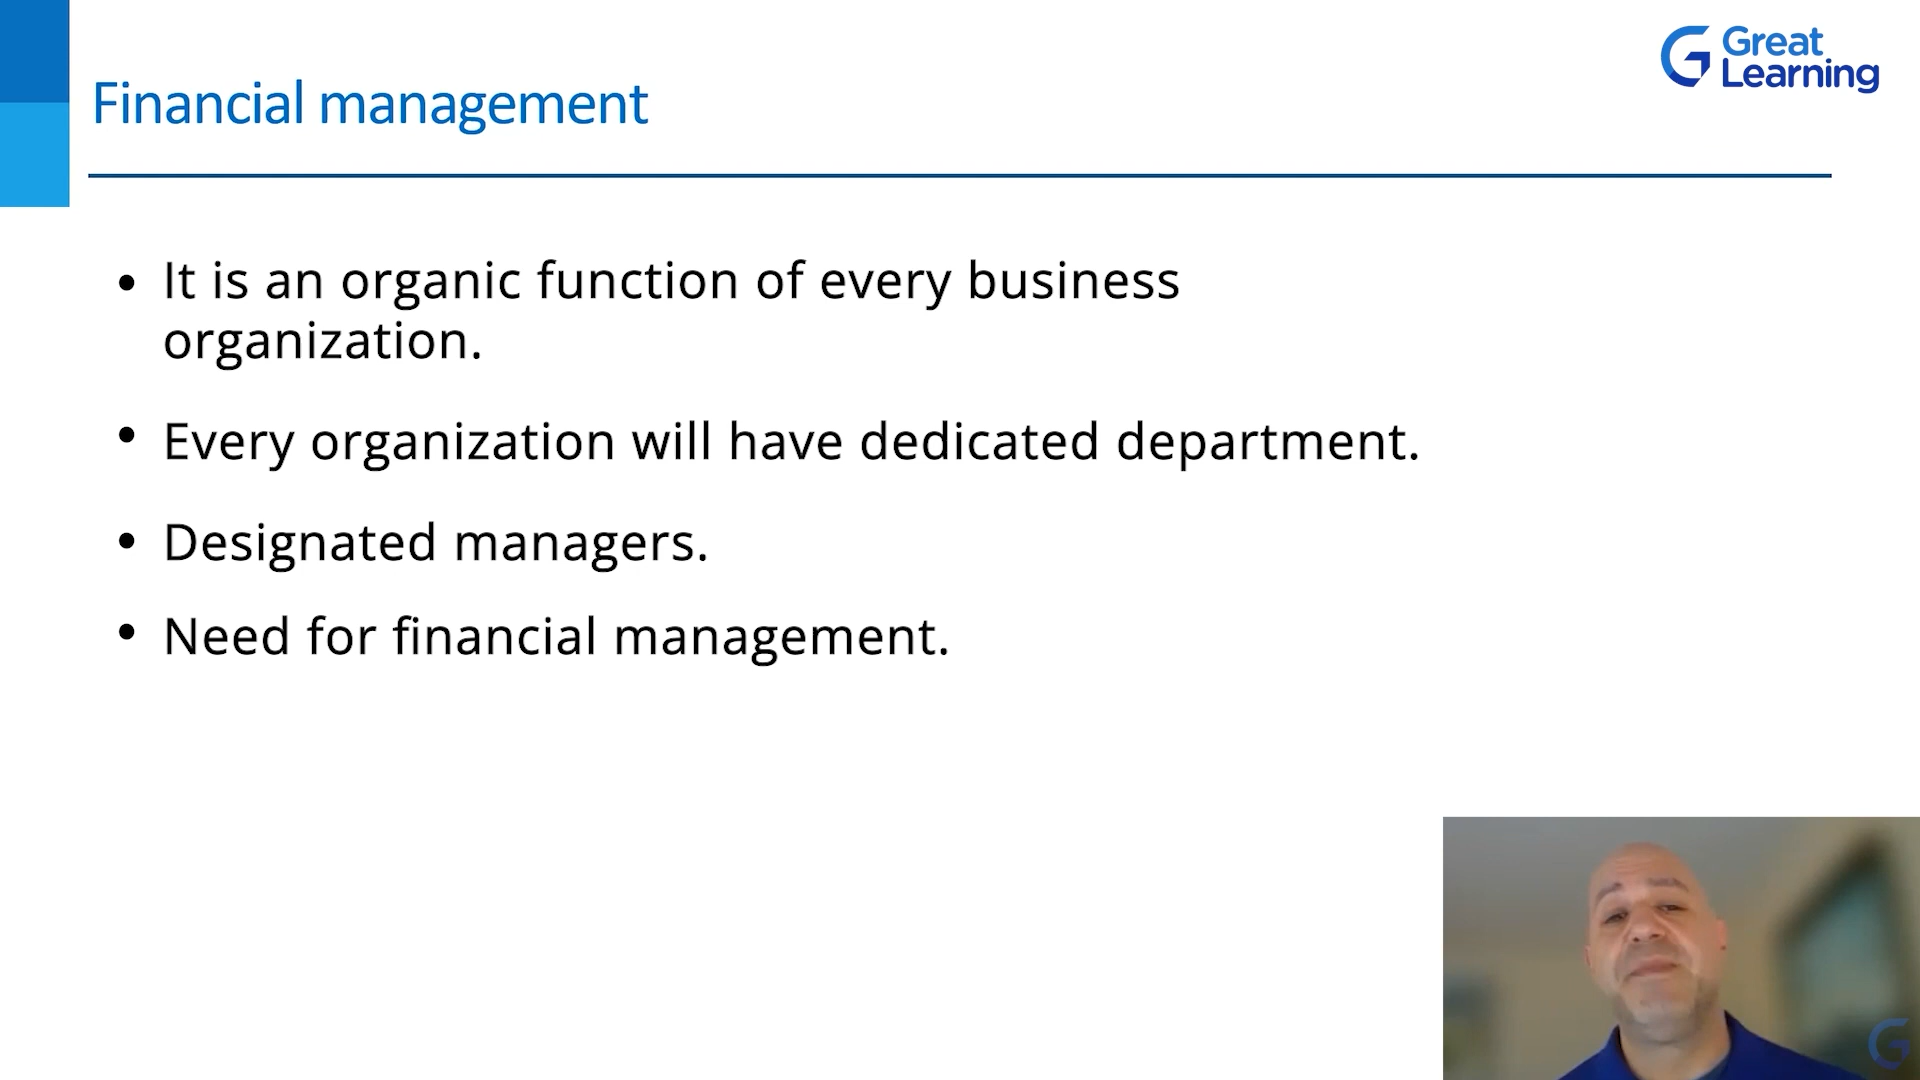 Great
Learning
Financial management
• It is an organic function of every business
organization.
• Every organization will have dedicated department.
• Designated managers.
• Need for financial management.